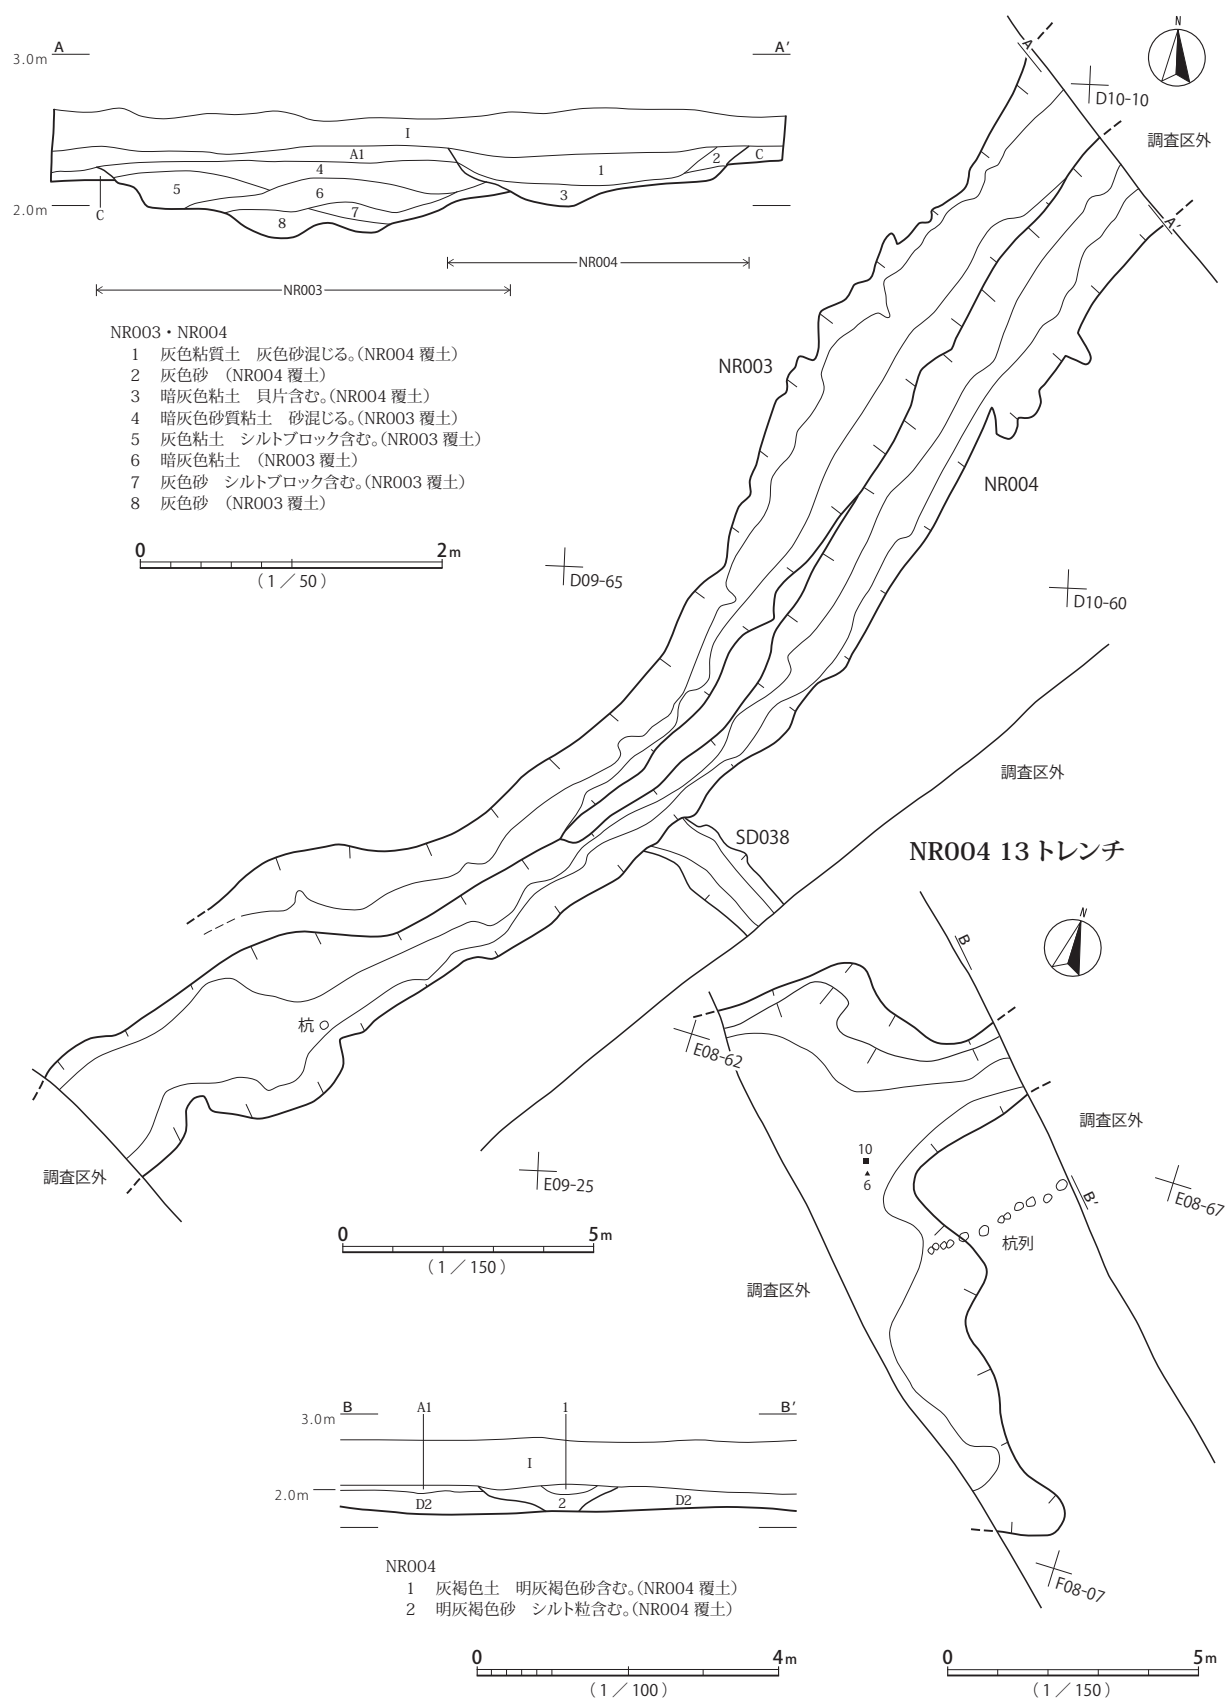 A
A'
3.0m
I
A1
4
5
6
7
8
1
2
3
C
C
2.0m
NR004
NR003
NR003・NR004
1 灰色粘質土 灰色砂混じる。(NR004 覆土)
2 灰色砂 (NR004 覆土)
3 暗灰色粘土 貝片含む。(NR004 覆土)
4 暗灰色砂質粘土 砂混じる。(NR003 覆土)
5 灰色粘土 シルトブロック含む。(NR003 覆土)
6 暗灰色粘土 (NR003 覆土)
7 灰色砂 シルトブロック含む。(NR003 覆土)
8 灰色砂 (NR003 覆土)
0 2m
(1/50)
N
A
A'
D10-10
調査区外
NR003
NR004
D09-65
D10-60
調査区外
SD038
杭
調査区外
E09-25
0 5m
(1/150)
NR004 13 トレンチ
N
B
B'
E08-62
調査区外
10
6
E08-67
杭列
調査区外
F08-07
B
B'
A1
1
3.0m
I
2.0m
D2
2
D2
NR004
1 灰褐色土 明灰褐色砂含む。(NR004 覆土)
2 明灰褐色砂 シルト粒含む。(NR004 覆土)
0 4m
(1/100)
0 5m
(1/150)